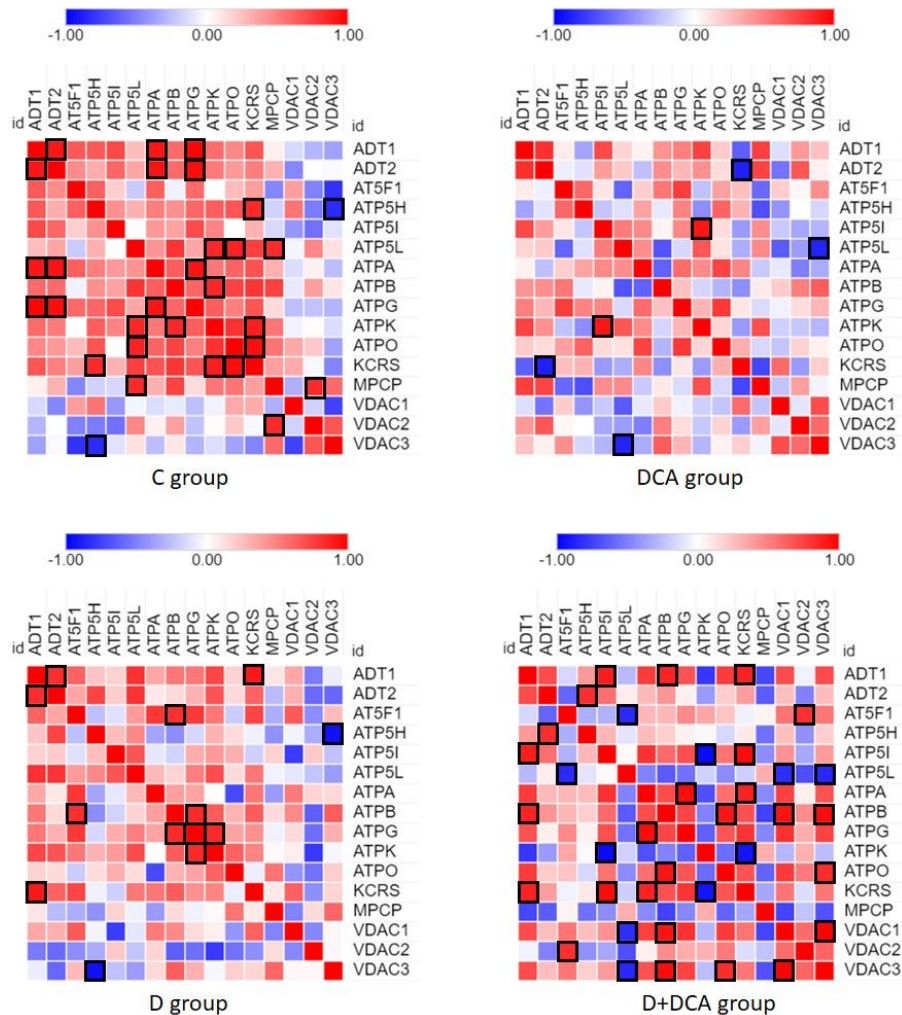 -1.00 0.00 1.00
-1.00 0.00 1.00
id ADT1 ADT2 AT5F1 ATP5H ATP5I ATP5L ATPA ATPB ATPG ATPK ATPO KCRS MPCP VDAC1 VDAC2 VDAC3 id
ADT1
ADT2
AT5F1
ATP5H
ATP5I
ATP5L
ATPA
ATPB
ATPG
ATPK
ATPO
KCRS
MPCP
VDAC1
VDAC2
VDAC3
C group
id ADT1 ADT2 AT5F1 ATP5H ATP5I ATP5L ATPA ATPB ATPG ATPK ATPO KCRS MPCP VDAC1 VDAC2 VDAC3 id
ADT1
ADT2
AT5F1
ATP5H
ATP5I
ATP5L
ATPA
ATPB
ATPG
ATPK
ATPO
KCRS
MPCP
VDAC1
VDAC2
VDAC3
DCA group
-1.00 0.00 1.00
-1.00 0.00 1.00
id ADT1 ADT2 AT5F1 ATP5H ATP5I ATP5L ATPA ATPB ATPG ATPK ATPO KCRS MPCP VDAC1 VDAC2 VDAC3 id
ADT1
ADT2
AT5F1
ATP5H
ATP5I
ATP5L
ATPA
ATPB
ATPG
ATPK
ATPO
KCRS
MPCP
VDAC1
VDAC2
VDAC3
D group
id ADT1 ADT2 AT5F1 ATP5H ATP5I ATP5L ATPA ATPB ATPG ATPK ATPO KCRS MPCP VDAC1 VDAC2 VDAC3 id
ADT1
ADT2
AT5F1
ATP5H
ATP5I
ATP5L
ATPA
ATPB
ATPG
ATPK
ATPO
KCRS
MPCP
VDAC1
VDAC2
VDAC3
D+DCA group